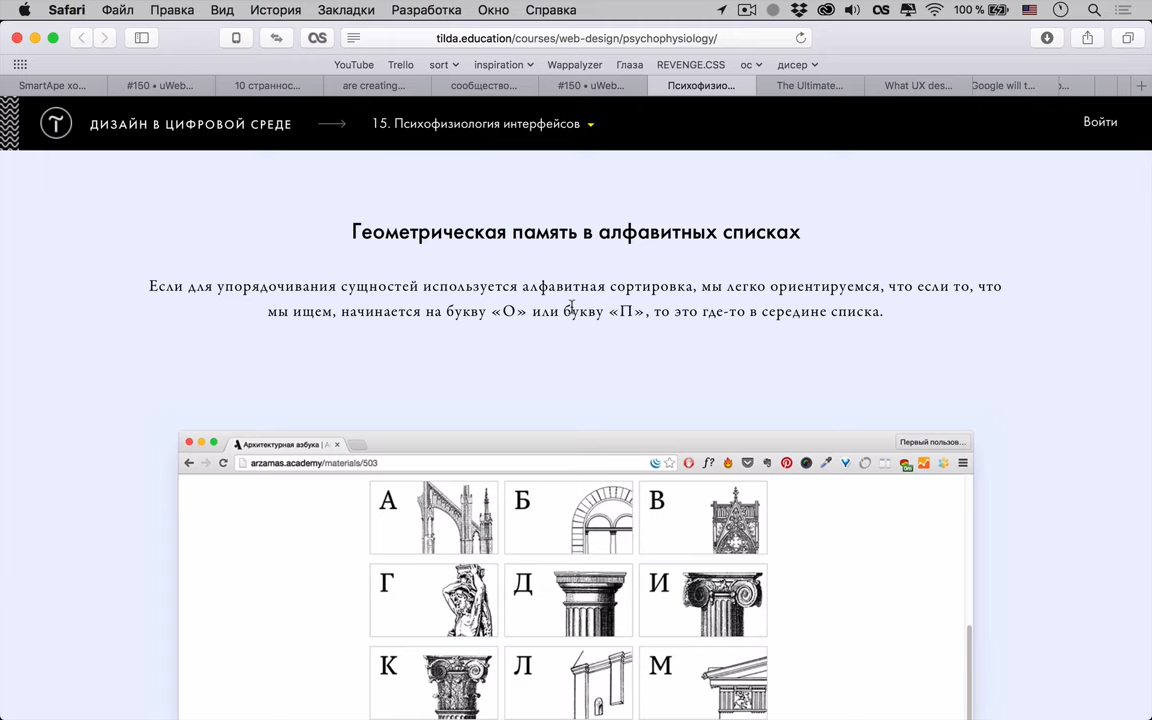 Safari Файл Правка Вид История Закладки Разработка Окно Справка 100 %
tilda.education/courses/web-design/psychophysiology/
YouTube Trello sort inspiration Wappalyzer Глаза REVENGE.CSS ос дисер
SmartApe хо... #150 • uWeb... 10 страннос... are creating... сообщество... #150 • uWeb... Психофизио... The Ultimate... What UX des... Google will t...
ДИЗАЙН В ЦИФРОВОЙ СРЕДЕ 15. Психофизиология интерфейсов Войти
Геометрическая память в алфавитных списках
Если для упорядочивания сущностей используется алфавитная сортировка, мы легко ориентируемся, что если то, что
мы ищем, начинается на букву «О» или букву «П», то это где-то в середине списка.
Архитектурная азбука | A Первый пользов...
arzamas.academy/materials/503
А Б В
Г Д И
К Л М